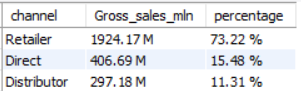 channel Gross_sales_mln percentage
Retailer 1924.17 M 73.22 %
Direct 406.69 M 15.48 %
Distributor 297.18 M 11.31 %